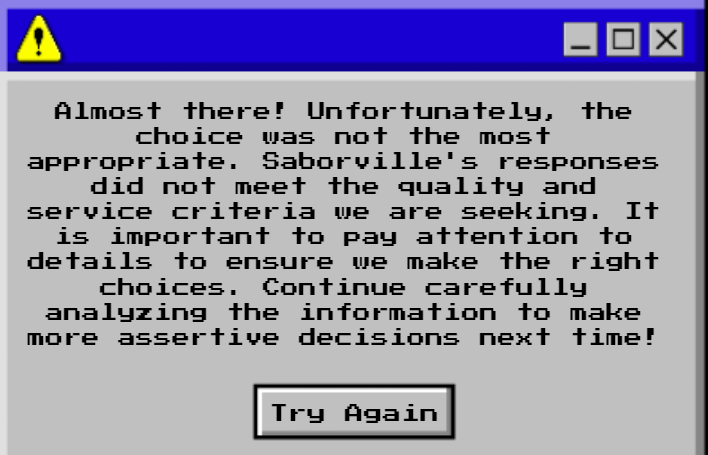 Almost there! Unfortunately, the
choice was not the most
appropriate. Saborville's responses
did not meet the quality and
service criteria we are seeking. It
is important to pay attention to
details to ensure we make the right
choices. Continue carefully
analyzing the information to make
more assertive decisions next time!
Try Again